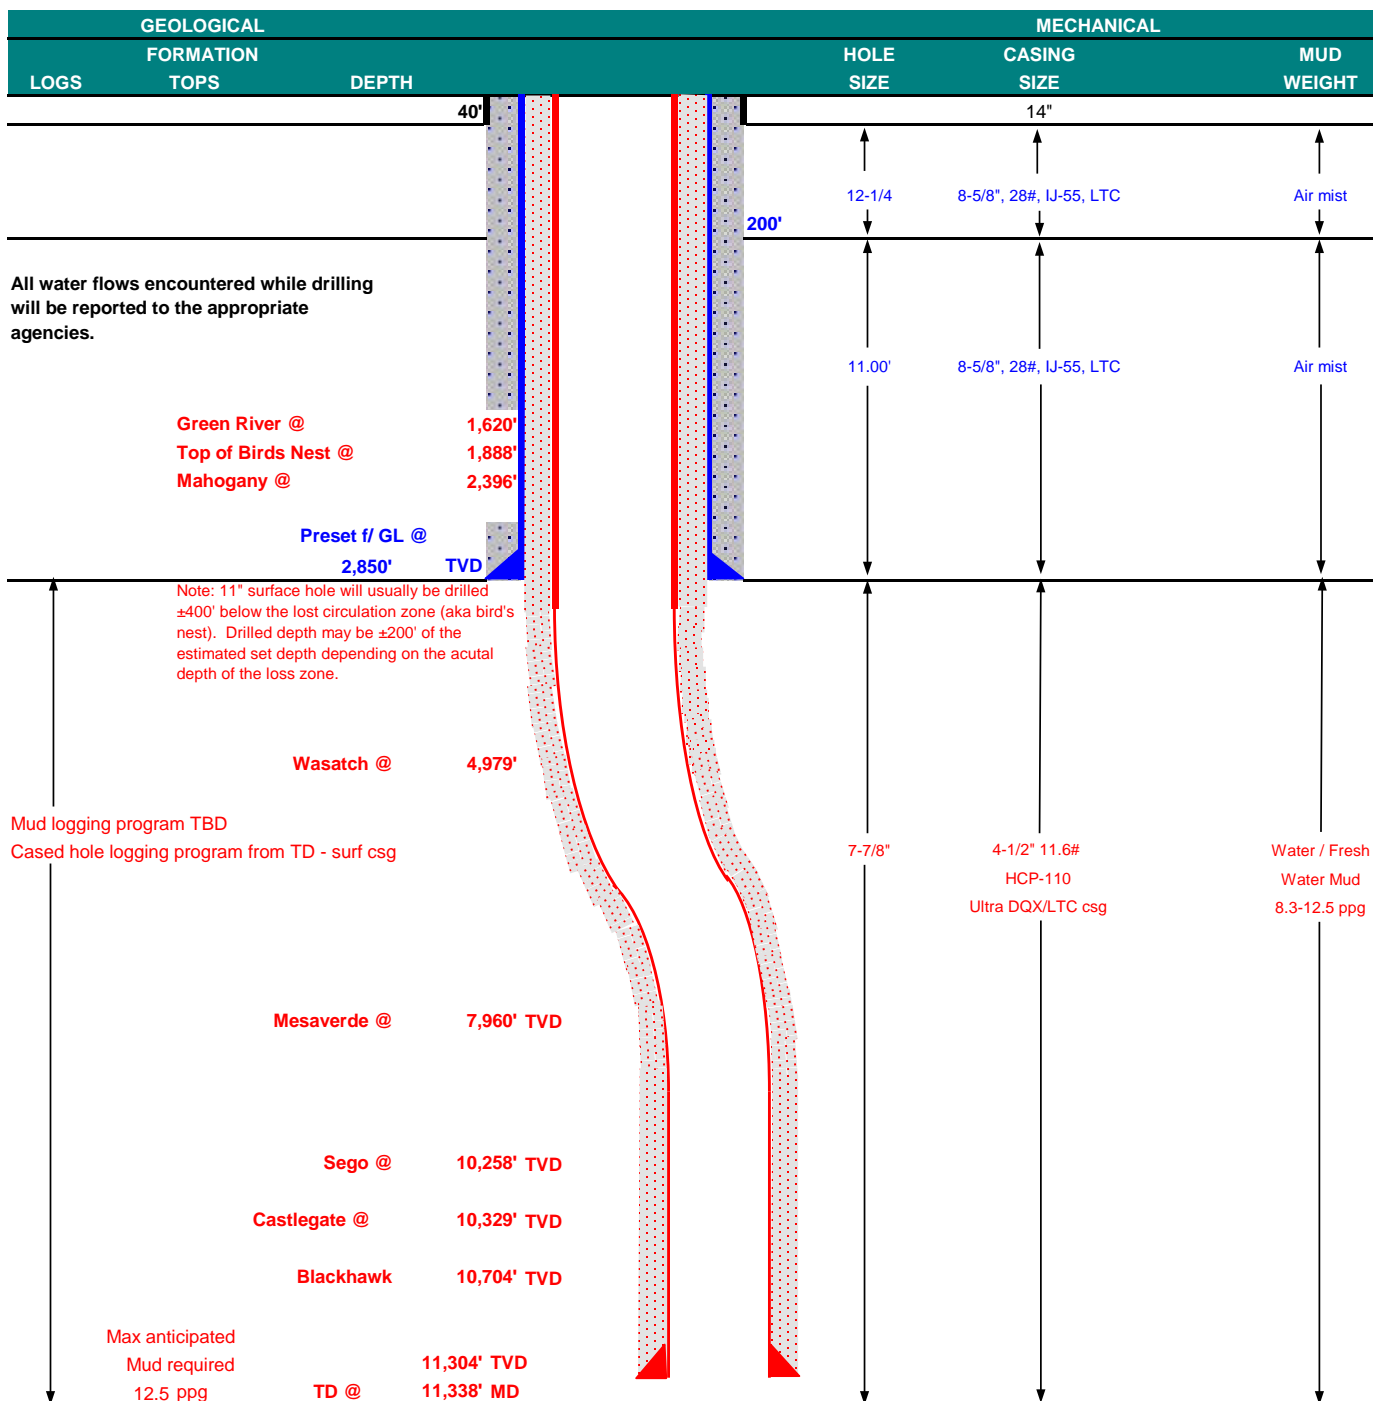 GEOLOGICAL MECHANICAL
FORMATION HOLE CASING MUD
LOGS TOPS DEPTH SIZE SIZE WEIGHT
40' 14"
12-1/4 8-5/8", 28#, IJ-55, LTC Air mist
200'
All water flows encountered while drilling
will be reported to the appropriate
agencies.
11.00' 8-5/8", 28#, IJ-55, LTC Air mist
Green River @ 1,620'
Top of Birds Nest @ 1,888'
Mahogany @ 2,396'
Preset f/ GL @
2,850' TVD
Note: 11" surface hole will usually be drilled
±400' below the lost circulation zone (aka bird's
nest). Drilled depth may be ±200' of the
estimated set depth depending on the acutal
depth of the loss zone.
Wasatch @ 4,979'
Mud logging program TBD
Cased hole logging program from TD - surf csg
7-7/8" 4-1/2" 11.6# Water / Fresh
HCP-110 Water Mud
Ultra DQX/LTC csg 8.3-12.5 ppg
Mesaverde @ 7,960' TVD
Sego @ 10,258' TVD
Castlegate @ 10,329' TVD
Blackhawk 10,704' TVD
Max anticipated
Mud required 11,304' TVD
12.5 ppg TD @ 11,338' MD